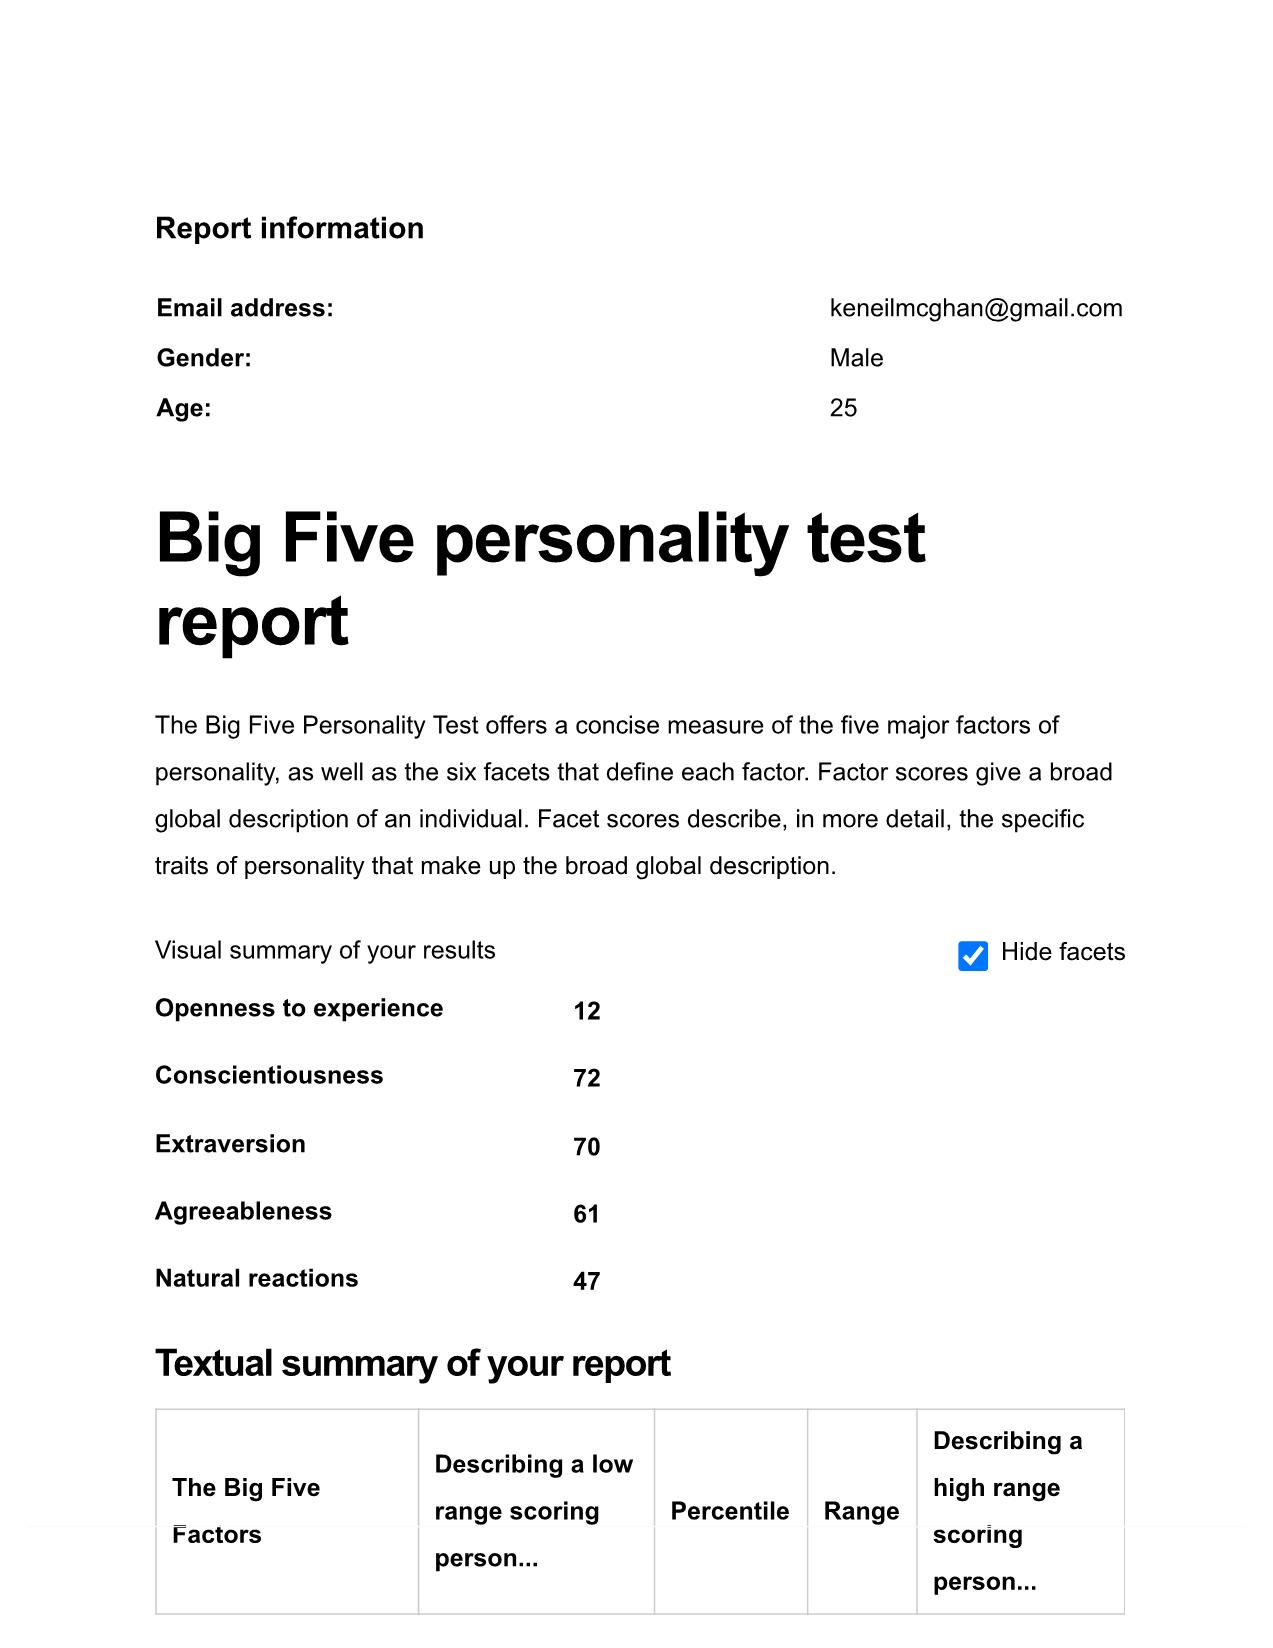 Report information
Email address: keneilmcghan@gmail.com
Gender: Male
Age: 25
Big Five personality test
report
The Big Five Personality Test offers a concise measure of the five major factors of
personality, as well as the six facets that define each factor. Factor scores give a broad
global description of an individual. Facet scores describe, in more detail, the specific
traits of personality that make up the broad global description.
Visual summary of your results Hide facets
Openness to experience 12
Conscientiousness 72
Extraversion 70
Agreeableness 61
Natural reactions 47
Textual summary of your report
The Big Five
Factors
Describing a low
range scoring
person...
Percentile
Range
Describing a
high range
scoring
person...